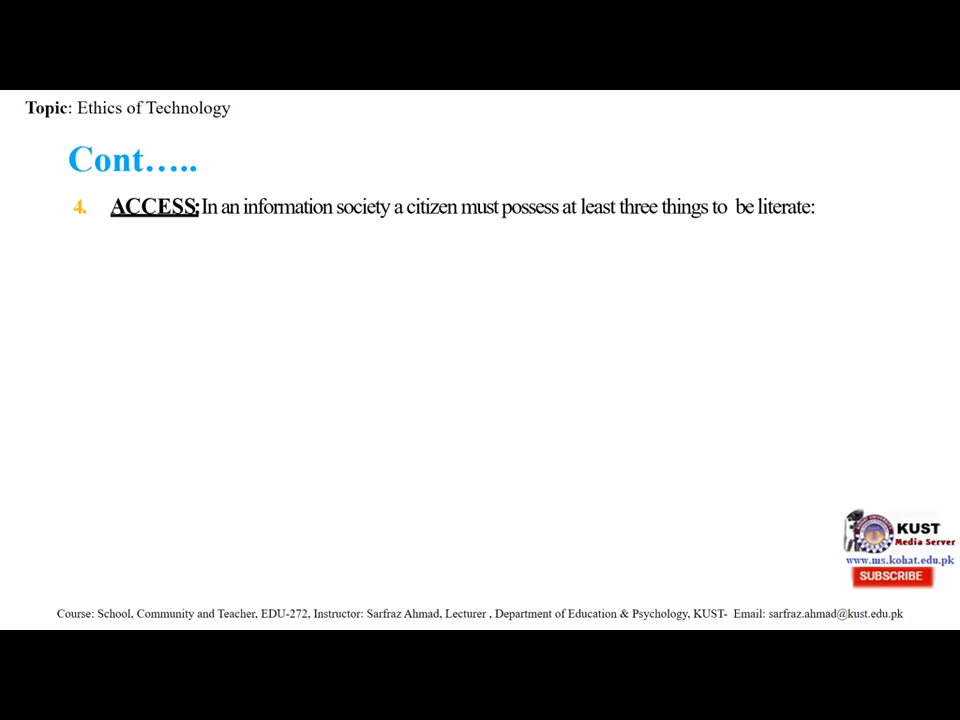 Topic: Ethics of Technology
Cont…..
4. ACCESS: In an information society a citizen must possess at least three things to be literate:
KUST
Media Server
www.ms.kohat.edu.pk
SUBSCRIBE
Course: School, Community and Teacher, EDU-272, Instructor: Sarfraz Ahmad, Lecturer , Department of Education & Psychology, KUST- Email: sarfraz.ahmad@kust.edu.pk